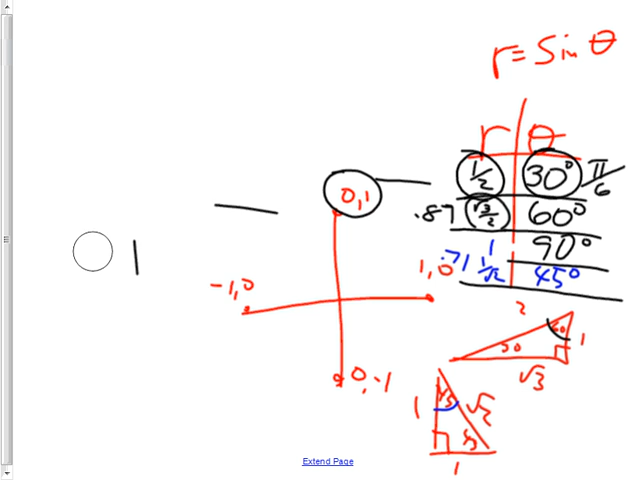 r = Sin θ
r θ
1/2 30° π/6
.87 √3/2 60°
1 90°
.71 1/√2 45°
0,1
-1,0 1,0
0,-1
2
60
30 1
√3
45
1 √2
45
1
Extend Page